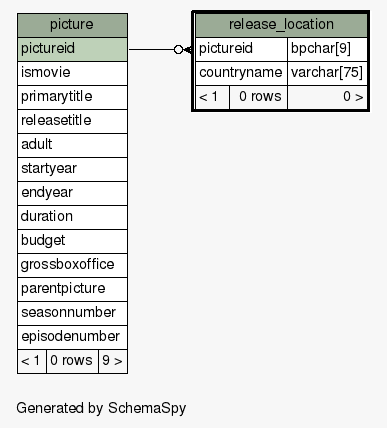 picture
pictureid
ismovie
primarytitle
releasetitle
adult
startyear
endyear
duration
budget
grossboxoffice
parentpicture
seasonnumber
episodenumber
< 1 0 rows 9 >
release_location
pictureid bpchar[9]
countryname varchar[75]
< 1 0 rows 0 >
Generated by SchemaSpy